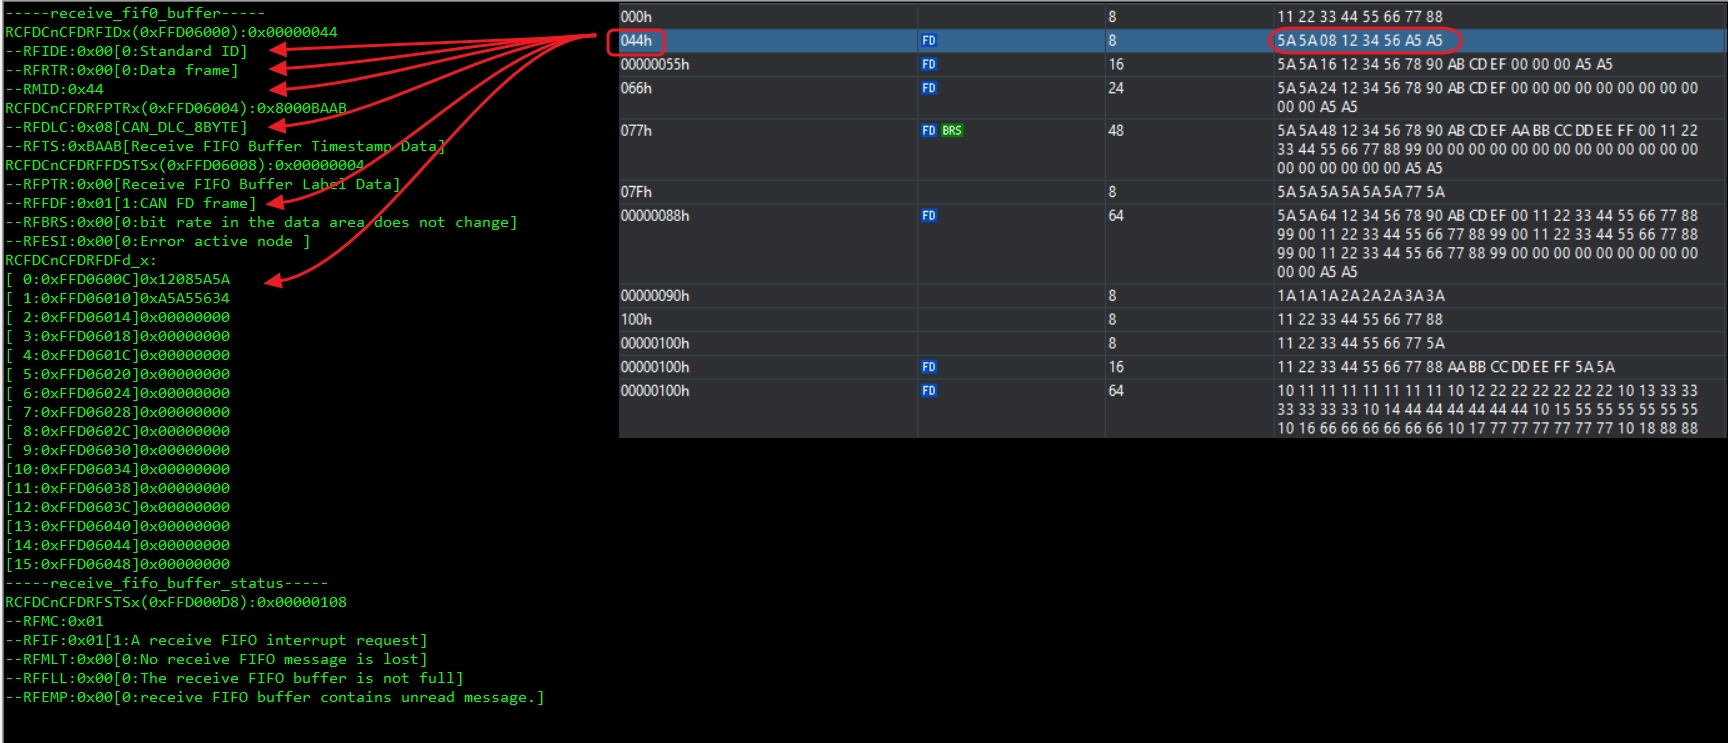 -----receive_fif0_buffer-----
RCFDCnCFDRFIDx(0xFFD06000):0x00000044
--RFIDE:0x00[0:Standard ID]
--RFRTR:0x00[0:Data frame]
--RMID:0x44
RCFDCnCFDRFPTRx(0xFFD06004):0x8000BAAB
--RFDLC:0x08[CAN_DLC_8BYTE]
--RFTS:0xBAAB[Receive FIFO Buffer Timestamp Data]
RCFDCnCFDRFFDSTSx(0xFFD06008):0x00000004
--RFPTR:0x00[Receive FIFO Buffer Label Data]
--RFFDF:0x01[1:CAN FD frame]
--RFBRS:0x00[0:bit rate in the data area does not change]
--RFESI:0x00[0:Error active node ]
RCFDCnCFDRFDFd_x:
[ 0:0xFFD0600C]0x12085A5A
[ 1:0xFFD06010]0xA5A55634
[ 2:0xFFD06014]0x00000000
[ 3:0xFFD06018]0x00000000
[ 4:0xFFD0601C]0x00000000
[ 5:0xFFD06020]0x00000000
[ 6:0xFFD06024]0x00000000
[ 7:0xFFD06028]0x00000000
[ 8:0xFFD0602C]0x00000000
[ 9:0xFFD06030]0x00000000
[10:0xFFD06034]0x00000000
[11:0xFFD06038]0x00000000
[12:0xFFD0603C]0x00000000
[13:0xFFD06040]0x00000000
[14:0xFFD06044]0x00000000
[15:0xFFD06048]0x00000000
-----receive_fifo_buffer_status-----
RCFDCnCFDRFSTSx(0xFFD000D8):0x00000108
--RFMC:0x01
--RFIF:0x01[1:A receive FIFO interrupt request]
--RFMLT:0x00[0:No receive FIFO message is lost]
--RFFLL:0x00[0:The receive FIFO buffer is not full]
--RFEMP:0x00[0:receive FIFO buffer contains unread message.]
000h 8 11 22 33 44 55 66 77 88
044h FD 8 5A 5A 08 12 34 56 A5 A5
00000055h FD 16 5A 5A 16 12 34 56 78 90 AB CD EF 00 00 00 A5 A5
066h FD 24 5A 5A 24 12 34 56 78 90 AB CD EF 00 00 00 00 00 00 00 00 00
00 00 A5 A5
077h FD BRS 48 5A 5A 48 12 34 56 78 90 AB CD EF AA BB CC DD EE FF 00 11 22
33 44 55 66 77 88 99 00 00 00 00 00 00 00 00 00 00 00 00 00
00 00 00 00 00 00 A5 A5
07Fh 8 5A 5A 5A 5A 5A 5A 77 5A
00000088h FD 64 5A 5A 64 12 34 56 78 90 AB CD EF 00 11 22 33 44 55 66 77 88
99 00 11 22 33 44 55 66 77 88 99 00 11 22 33 44 55 66 77 88
99 00 11 22 33 44 55 66 77 88 99 00 00 00 00 00 00 00 00 00
00 00 A5 A5
00000090h 8 1A 1A 1A 2A 2A 2A 3A 3A
100h 8 11 22 33 44 55 66 77 88
00000100h 8 11 22 33 44 55 66 77 5A
00000100h FD 16 11 22 33 44 55 66 77 88 AA BB CC DD EE FF 5A 5A
00000100h FD 64 10 11 11 11 11 11 11 11 10 12 22 22 22 22 22 22 10 13 33 33
33 33 33 33 10 14 44 44 44 44 44 44 10 15 55 55 55 55 55 55
10 16 66 66 66 66 66 66 10 17 77 77 77 77 77 77 10 18 88 88